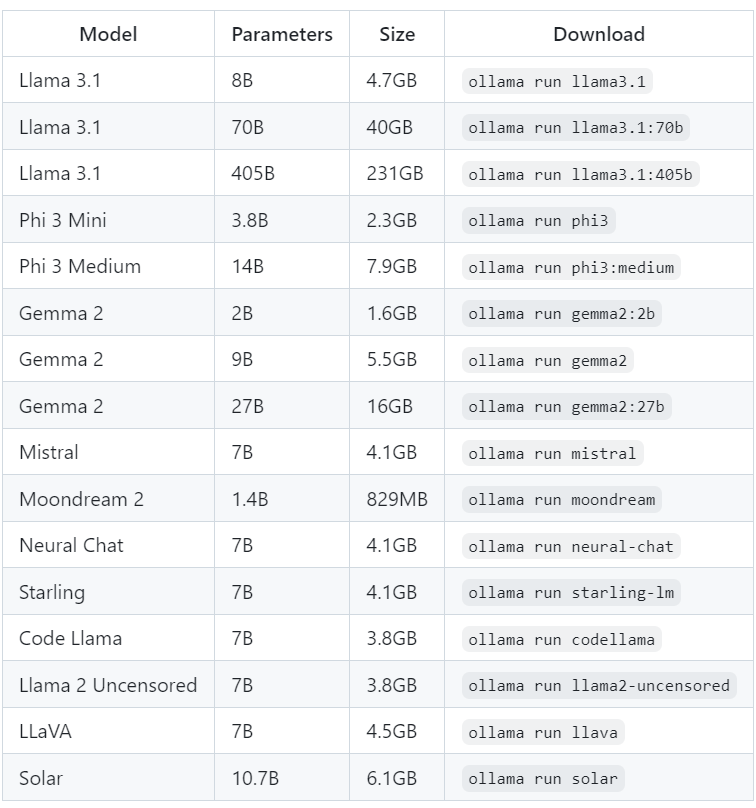 Model Parameters Size Download
Llama 3.1 8B 4.7GB ollama run llama3.1
Llama 3.1 70B 40GB ollama run llama3.1:70b
Llama 3.1 405B 231GB ollama run llama3.1:405b
Phi 3 Mini 3.8B 2.3GB ollama run phi3
Phi 3 Medium 14B 7.9GB ollama run phi3:medium
Gemma 2 2B 1.6GB ollama run gemma2:2b
Gemma 2 9B 5.5GB ollama run gemma2
Gemma 2 27B 16GB ollama run gemma2:27b
Mistral 7B 4.1GB ollama run mistral
Moondream 2 1.4B 829MB ollama run moondream
Neural Chat 7B 4.1GB ollama run neural-chat
Starling 7B 4.1GB ollama run starling-lm
Code Llama 7B 3.8GB ollama run codellama
Llama 2 Uncensored 7B 3.8GB ollama run llama2-uncensored
LLaVA 7B 4.5GB ollama run llava
Solar 10.7B 6.1GB ollama run solar